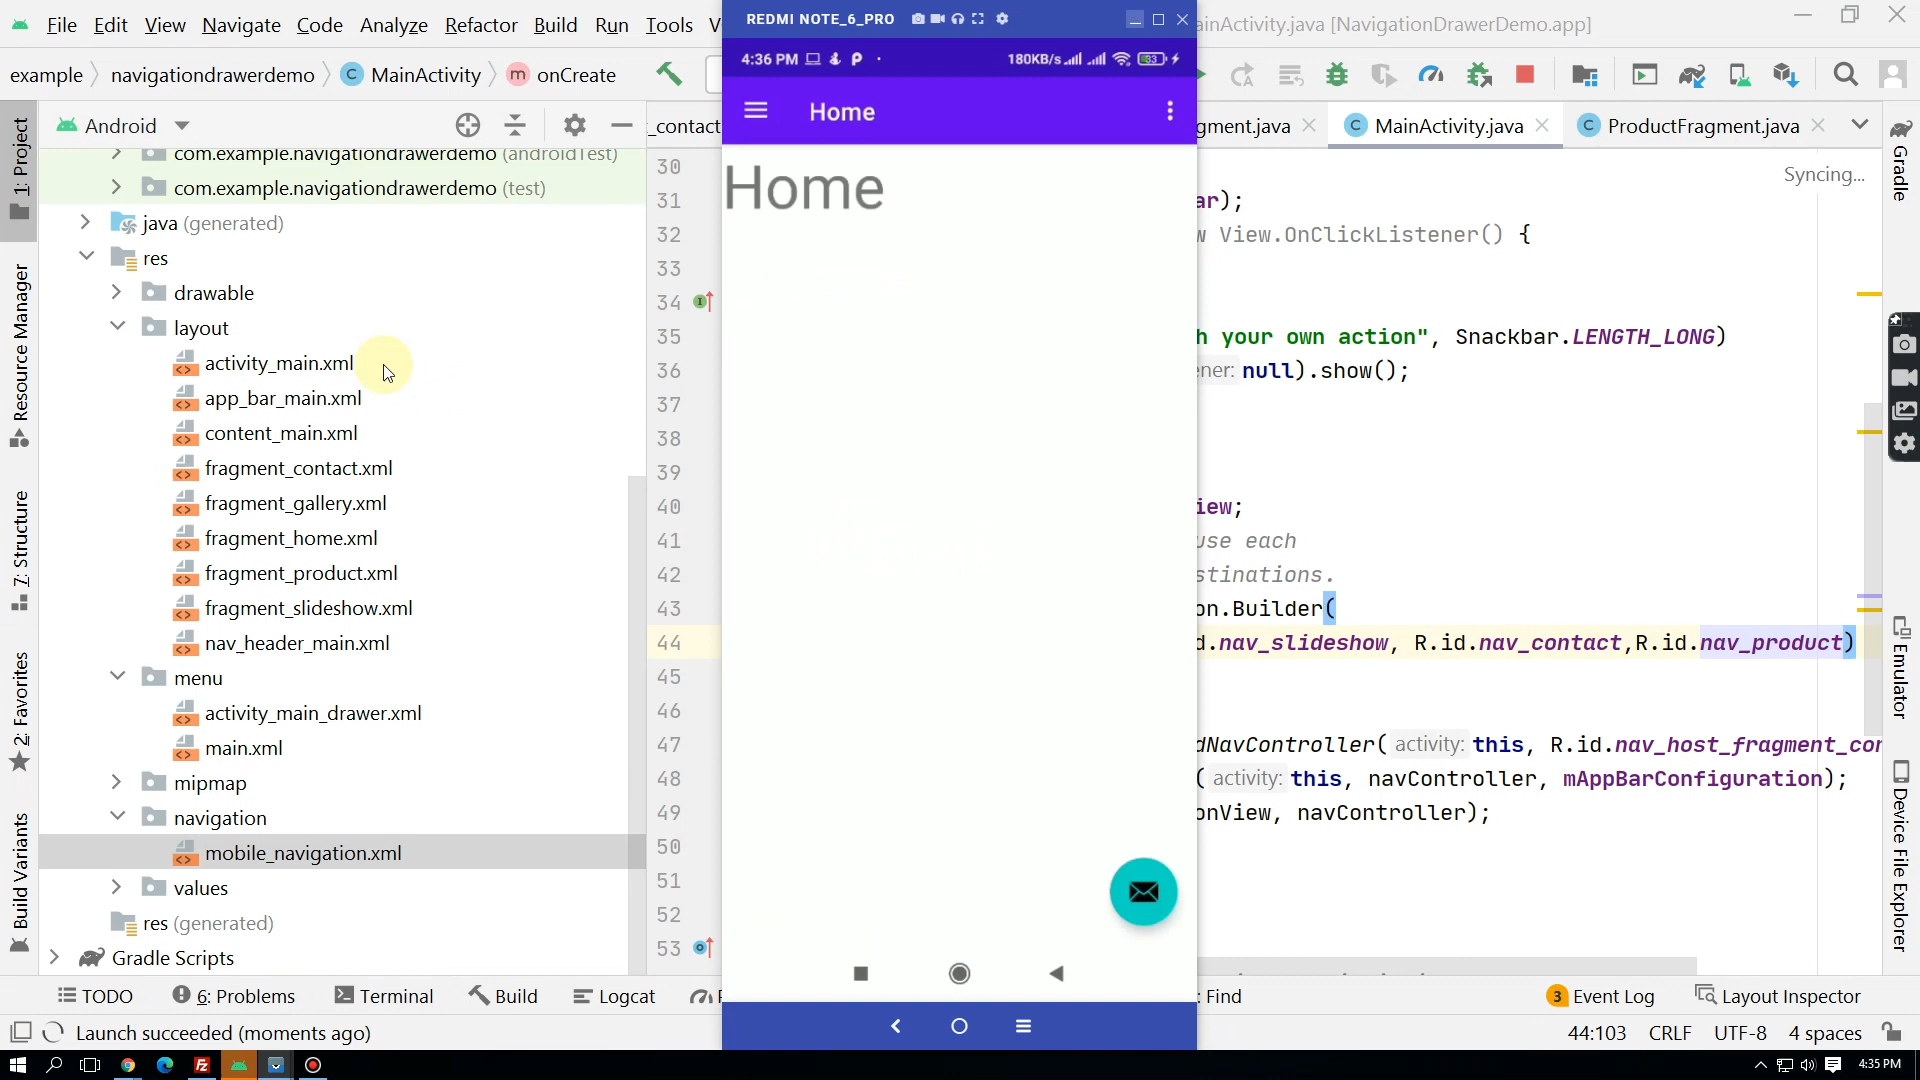 File Edit View Navigate Code Analyze Refactor Build Run Tools V
REDMI NOTE_6_PRO
ainActivity.java [NavigationDrawerDemo.app]
example navigationdrawerdemo C MainActivity m onCreate
4:36 PM
180KB/s
33
Home
Home
1: Project
Resource Manager
7: Structure
2: Favorites
Build Variants
Android
com.example.navigationdrawerdemo (androidTest)
com.example.navigationdrawerdemo (test)
java (generated)
res
drawable
layout
activity_main.xml
app_bar_main.xml
content_main.xml
fragment_contact.xml
fragment_gallery.xml
fragment_home.xml
fragment_product.xml
fragment_slideshow.xml
nav_header_main.xml
menu
activity_main_drawer.xml
main.xml
mipmap
navigation
mobile_navigation.xml
values
res (generated)
Gradle Scripts
_contact
gment.java
C MainActivity.java
C ProductFragment.java
Syncing...
30
31 ar);
32 w View.OnClickListener() {
33
34
35 h your own action", Snackbar.LENGTH_LONG)
36 ener: null).show();
37
38
39
40 iew;
41 use each
42 stinations.
43 on.Builder(
44 d.nav_slideshow, R.id.nav_contact,R.id.nav_product)
45
46
47 dNavController( activity: this, R.id.nav_host_fragment_cor
48 ( activity: this, navController, mAppBarConfiguration);
49 onView, navController);
50
51
52
53
Gradle
Emulator
Device File Explorer
TODO 6: Problems Terminal Build Logcat
: Find
3 Event Log Layout Inspector
Launch succeeded (moments ago)
44:103 CRLF UTF-8 4 spaces
4:35 PM